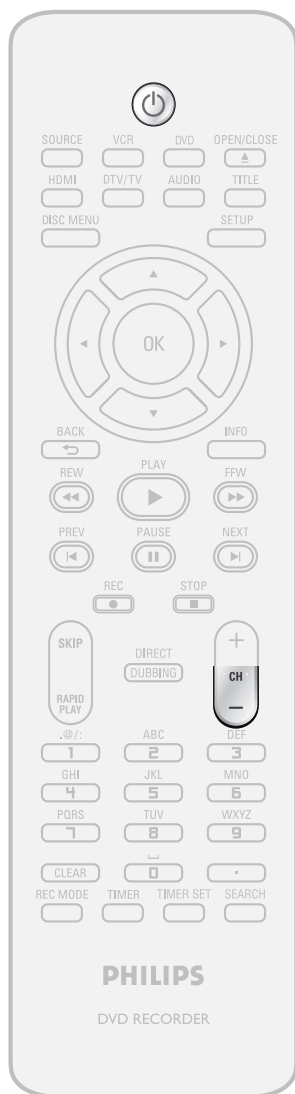 SOURCE VCR DVD OPEN/CLOSE
HDMI DTV/TV AUDIO TITLE
DISC MENU SETUP
OK
BACK INFO
REW PLAY FFW
PREV PAUSE NEXT
REC STOP
SKIP + 
DIRECT
CH
DUBBING
RAPID
PLAY −
.@/: ABC DEF
1 2 3
GHI JKL MNO
4 5 6
PQRS TUV WXYZ
7 8 9
CLEAR 0 .
REC MODE TIMER TIMER SET SEARCH
PHILIPS
DVD RECORDER